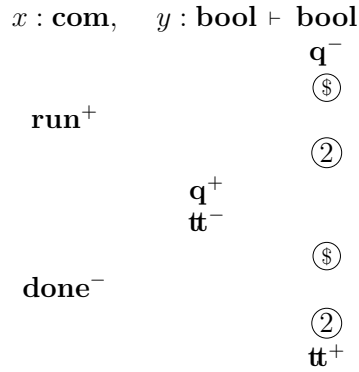 x : com, y : bool ⊢ bool
q⁻
$
run⁺
2
q⁺
tt⁻
$
done⁻
2
tt⁺